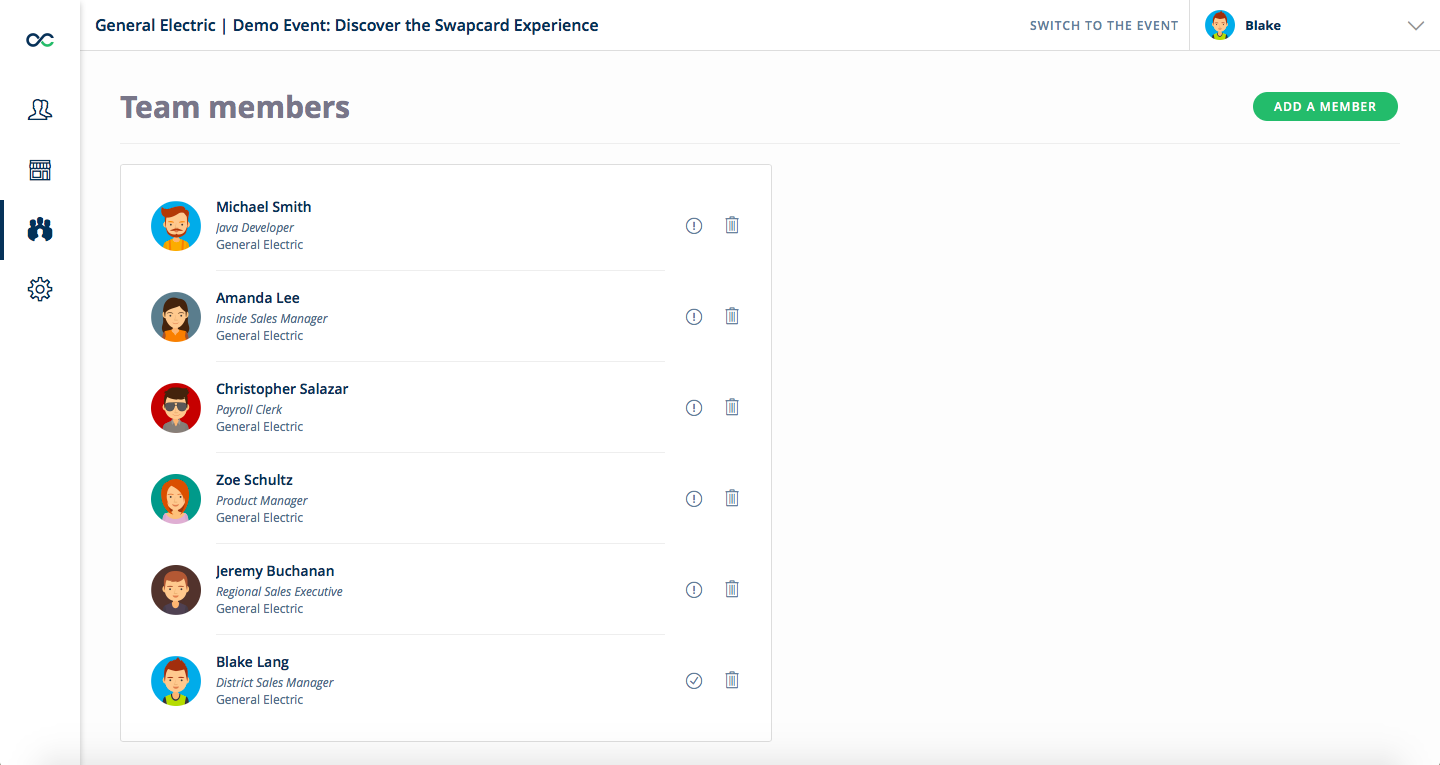 General Electric | Demo Event: Discover the Swapcard Experience
SWITCH TO THE EVENT
Blake
Team members
ADD A MEMBER
Michael Smith
Java Developer
General Electric
Amanda Lee
Inside Sales Manager
General Electric
Christopher Salazar
Payroll Clerk
General Electric
Zoe Schultz
Product Manager
General Electric
Jeremy Buchanan
Regional Sales Executive
General Electric
Blake Lang
District Sales Manager
General Electric